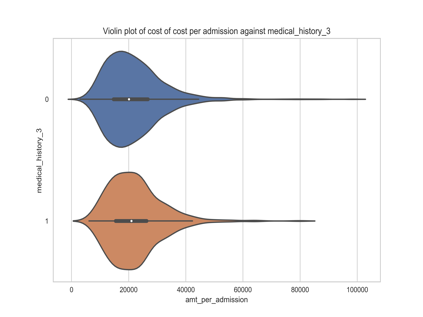 Violin plot of cost of cost per admission against medical_history_3
medical_history_3
0
1
0 20000 40000 60000 80000 100000
amt_per_admission